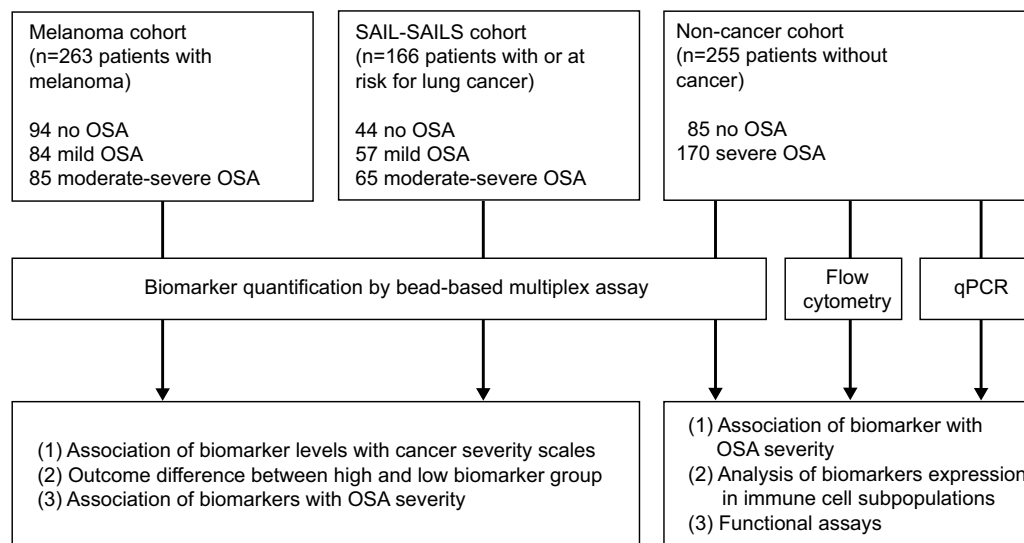 Melanoma cohort
(n=263 patients with
melanoma)
94 no OSA
84 mild OSA
85 moderate-severe OSA
SAIL-SAILS cohort
(n=166 patients with or at
risk for lung cancer)
44 no OSA
57 mild OSA
65 moderate-severe OSA
Non-cancer cohort
(n=255 patients without
cancer)
85 no OSA
170 severe OSA
Biomarker quantification by bead-based multiplex assay
Flow
cytometry
qPCR
(1) Association of biomarker levels with cancer severity scales
(2) Outcome difference between high and low biomarker group
(3) Association of biomarkers with OSA severity
(1) Association of biomarker with
OSA severity
(2) Analysis of biomarkers expression
in immune cell subpopulations
(3) Functional assays